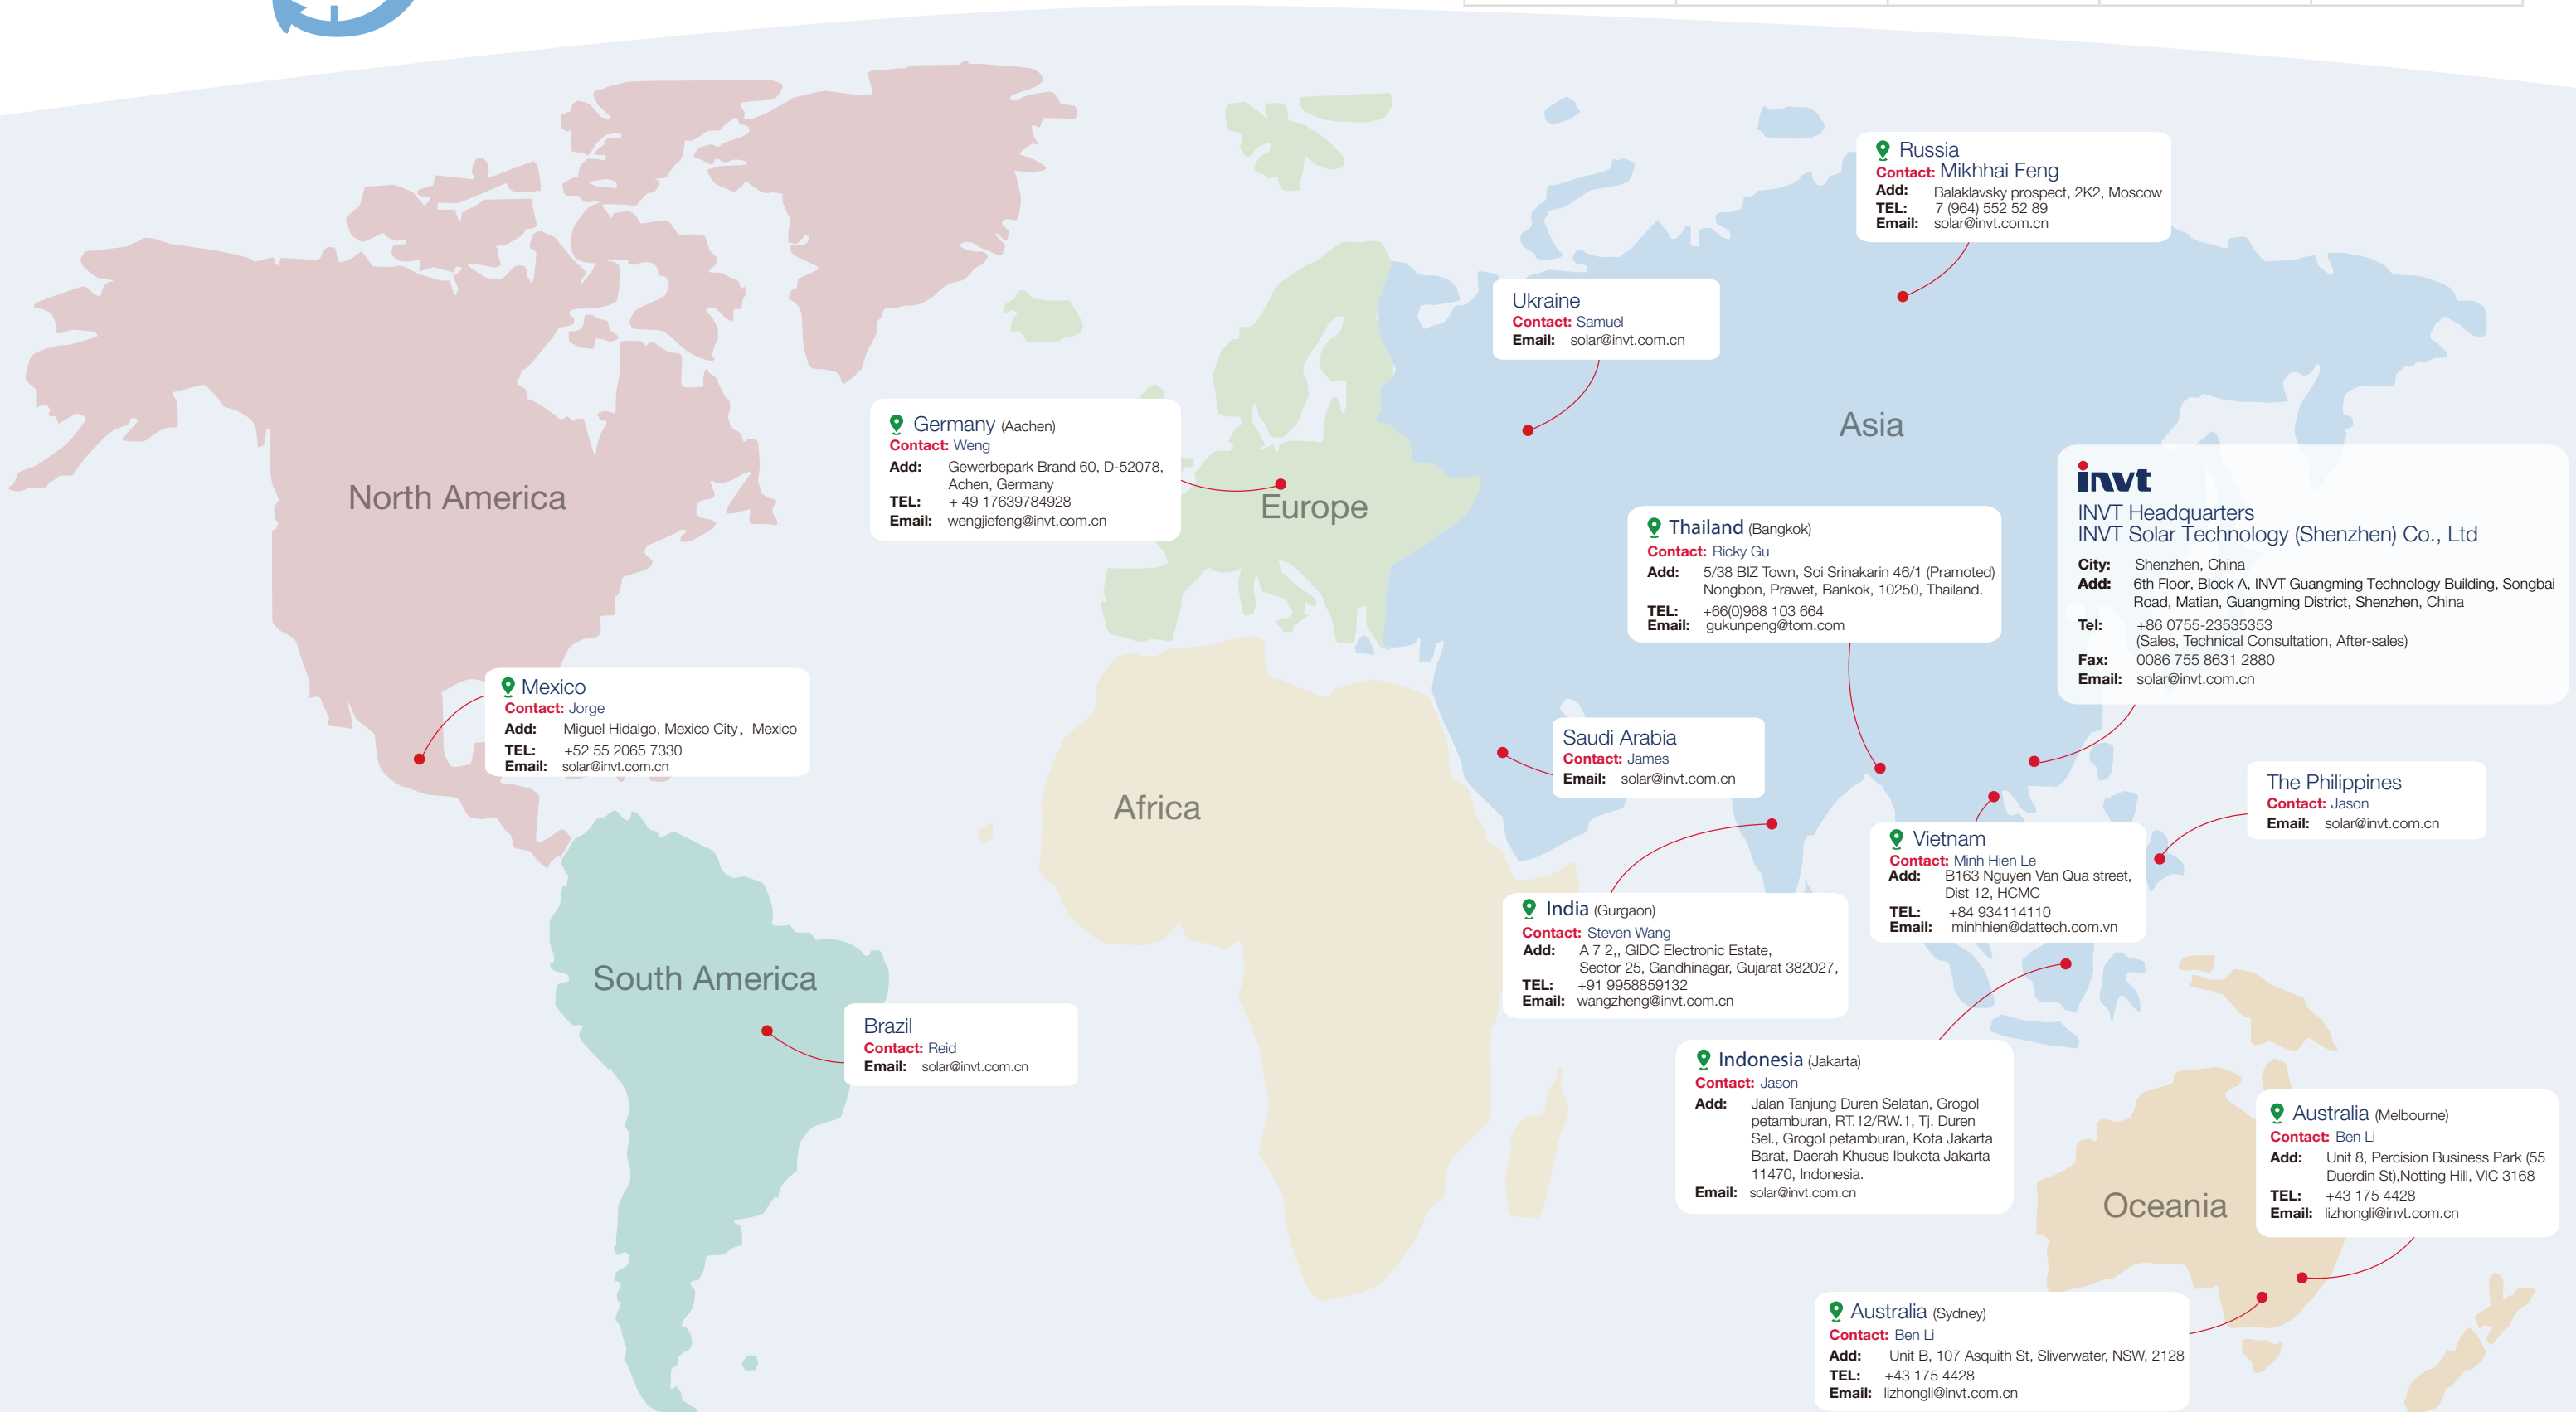 Russia
Contact: Mikhhai Feng
Add: Balaklavsky prospect, 2K2, Moscow
TEL: 7 (964) 552 52 89
Email: solar@invt.com.cn
Ukraine
Contact: Samuel
Email: solar@invt.com.cn
Asia
Germany (Aachen)
Contact: Weng
Add: Gewerbepark Brand 60, D-52078,
Achen, Germany
TEL: + 49 17639784928
Email: wengjiefeng@invt.com.cn
North America
Europe
invt
INVT Headquarters
INVT Solar Technology (Shenzhen) Co., Ltd
City: Shenzhen, China
Add: 6th Floor, Block A, INVT Guangming Technology Building, Songbai
Road, Matian, Guangming District, Shenzhen, China
Tel: +86 0755-23535353
(Sales, Technical Consultation, After-sales)
Fax: 0086 755 8631 2880
Email: solar@invt.com.cn
Thailand (Bangkok)
Contact: Ricky Gu
Add: 5/38 BIZ Town, Soi Srinakarin 46/1 (Pramoted)
Nongbon, Prawet, Bankok, 10250, Thailand.
TEL: +66(0)968 103 664
Email: gukunpeng@tom.com
Mexico
Contact: Jorge
Add: Miguel Hidalgo, Mexico City, Mexico
TEL: +52 55 2065 7330
Email: solar@invt.com.cn
Saudi Arabia
Contact: James
Email: solar@invt.com.cn
The Philippines
Contact: Jason
Email: solar@invt.com.cn
Africa
Vietnam
Contact: Minh Hien Le
Add: B163 Nguyen Van Qua street,
Dist 12, HCMC
TEL: +84 934114110
Email: minhhien@dattech.com.vn
India (Gurgaon)
Contact: Steven Wang
Add: A 7 2,, GIDC Electronic Estate,
Sector 25, Gandhinagar, Gujarat 382027,
TEL: +91 9958859132
Email: wangzheng@invt.com.cn
South America
Brazil
Contact: Reid
Email: solar@invt.com.cn
Indonesia (Jakarta)
Contact: Jason
Add: Jalan Tanjung Duren Selatan, Grogol
petamburan, RT.12/RW.1, Tj. Duren
Sel., Grogol petamburan, Kota Jakarta
Barat, Daerah Khusus Ibukota Jakarta
11470, Indonesia.
Email: solar@invt.com.cn
Australia (Melbourne)
Contact: Ben Li
Add: Unit 8, Percision Business Park (55
Duerdin St),Notting Hill, VIC 3168
TEL: +43 175 4428
Email: lizhongli@invt.com.cn
Oceania
Australia (Sydney)
Contact: Ben Li
Add: Unit B, 107 Asquith St, Sliverwater, NSW, 2128
TEL: +43 175 4428
Email: lizhongli@invt.com.cn